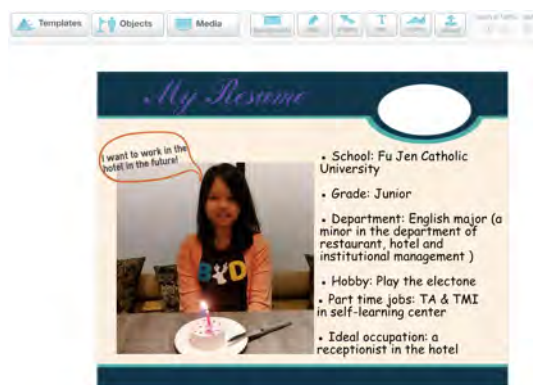 Templates
Objects
Media
My Resume
I want to work in the
hotel in the future!
• School: Fu Jen Catholic
University
• Grade: Junior
• Department: English major (a
minor in the department of
restaurant, hotel and
institutional management )
• Hobby: Play the electone
• Part time jobs: TA & TMI
in self-learning center
• Ideal occupation: a
receptionist in the hotel